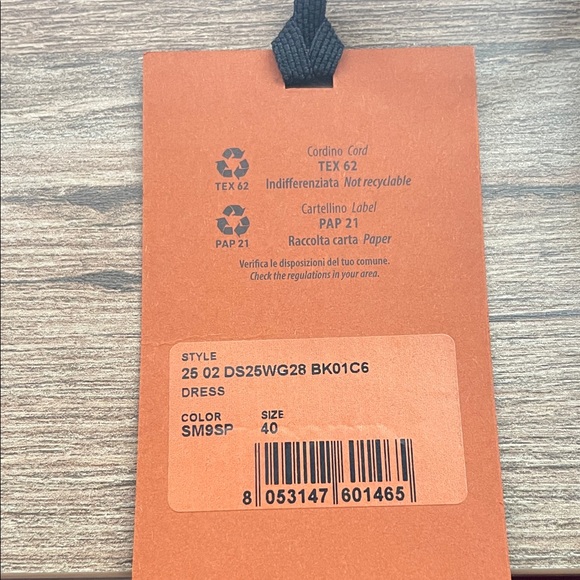 Cordino Cord
TEX 62
TEX 62
Indifferenziata Not recyclable
Cartellino Label
PAP 21
PAP 21
Raccolta carta Paper
Verifica le disposizioni del tuo comune.
Check the regulations in your area.
STYLE
25 02 DS25WG28 BK01C6
DRESS
COLOR SIZE
SM9SP 40
8 053147 601465